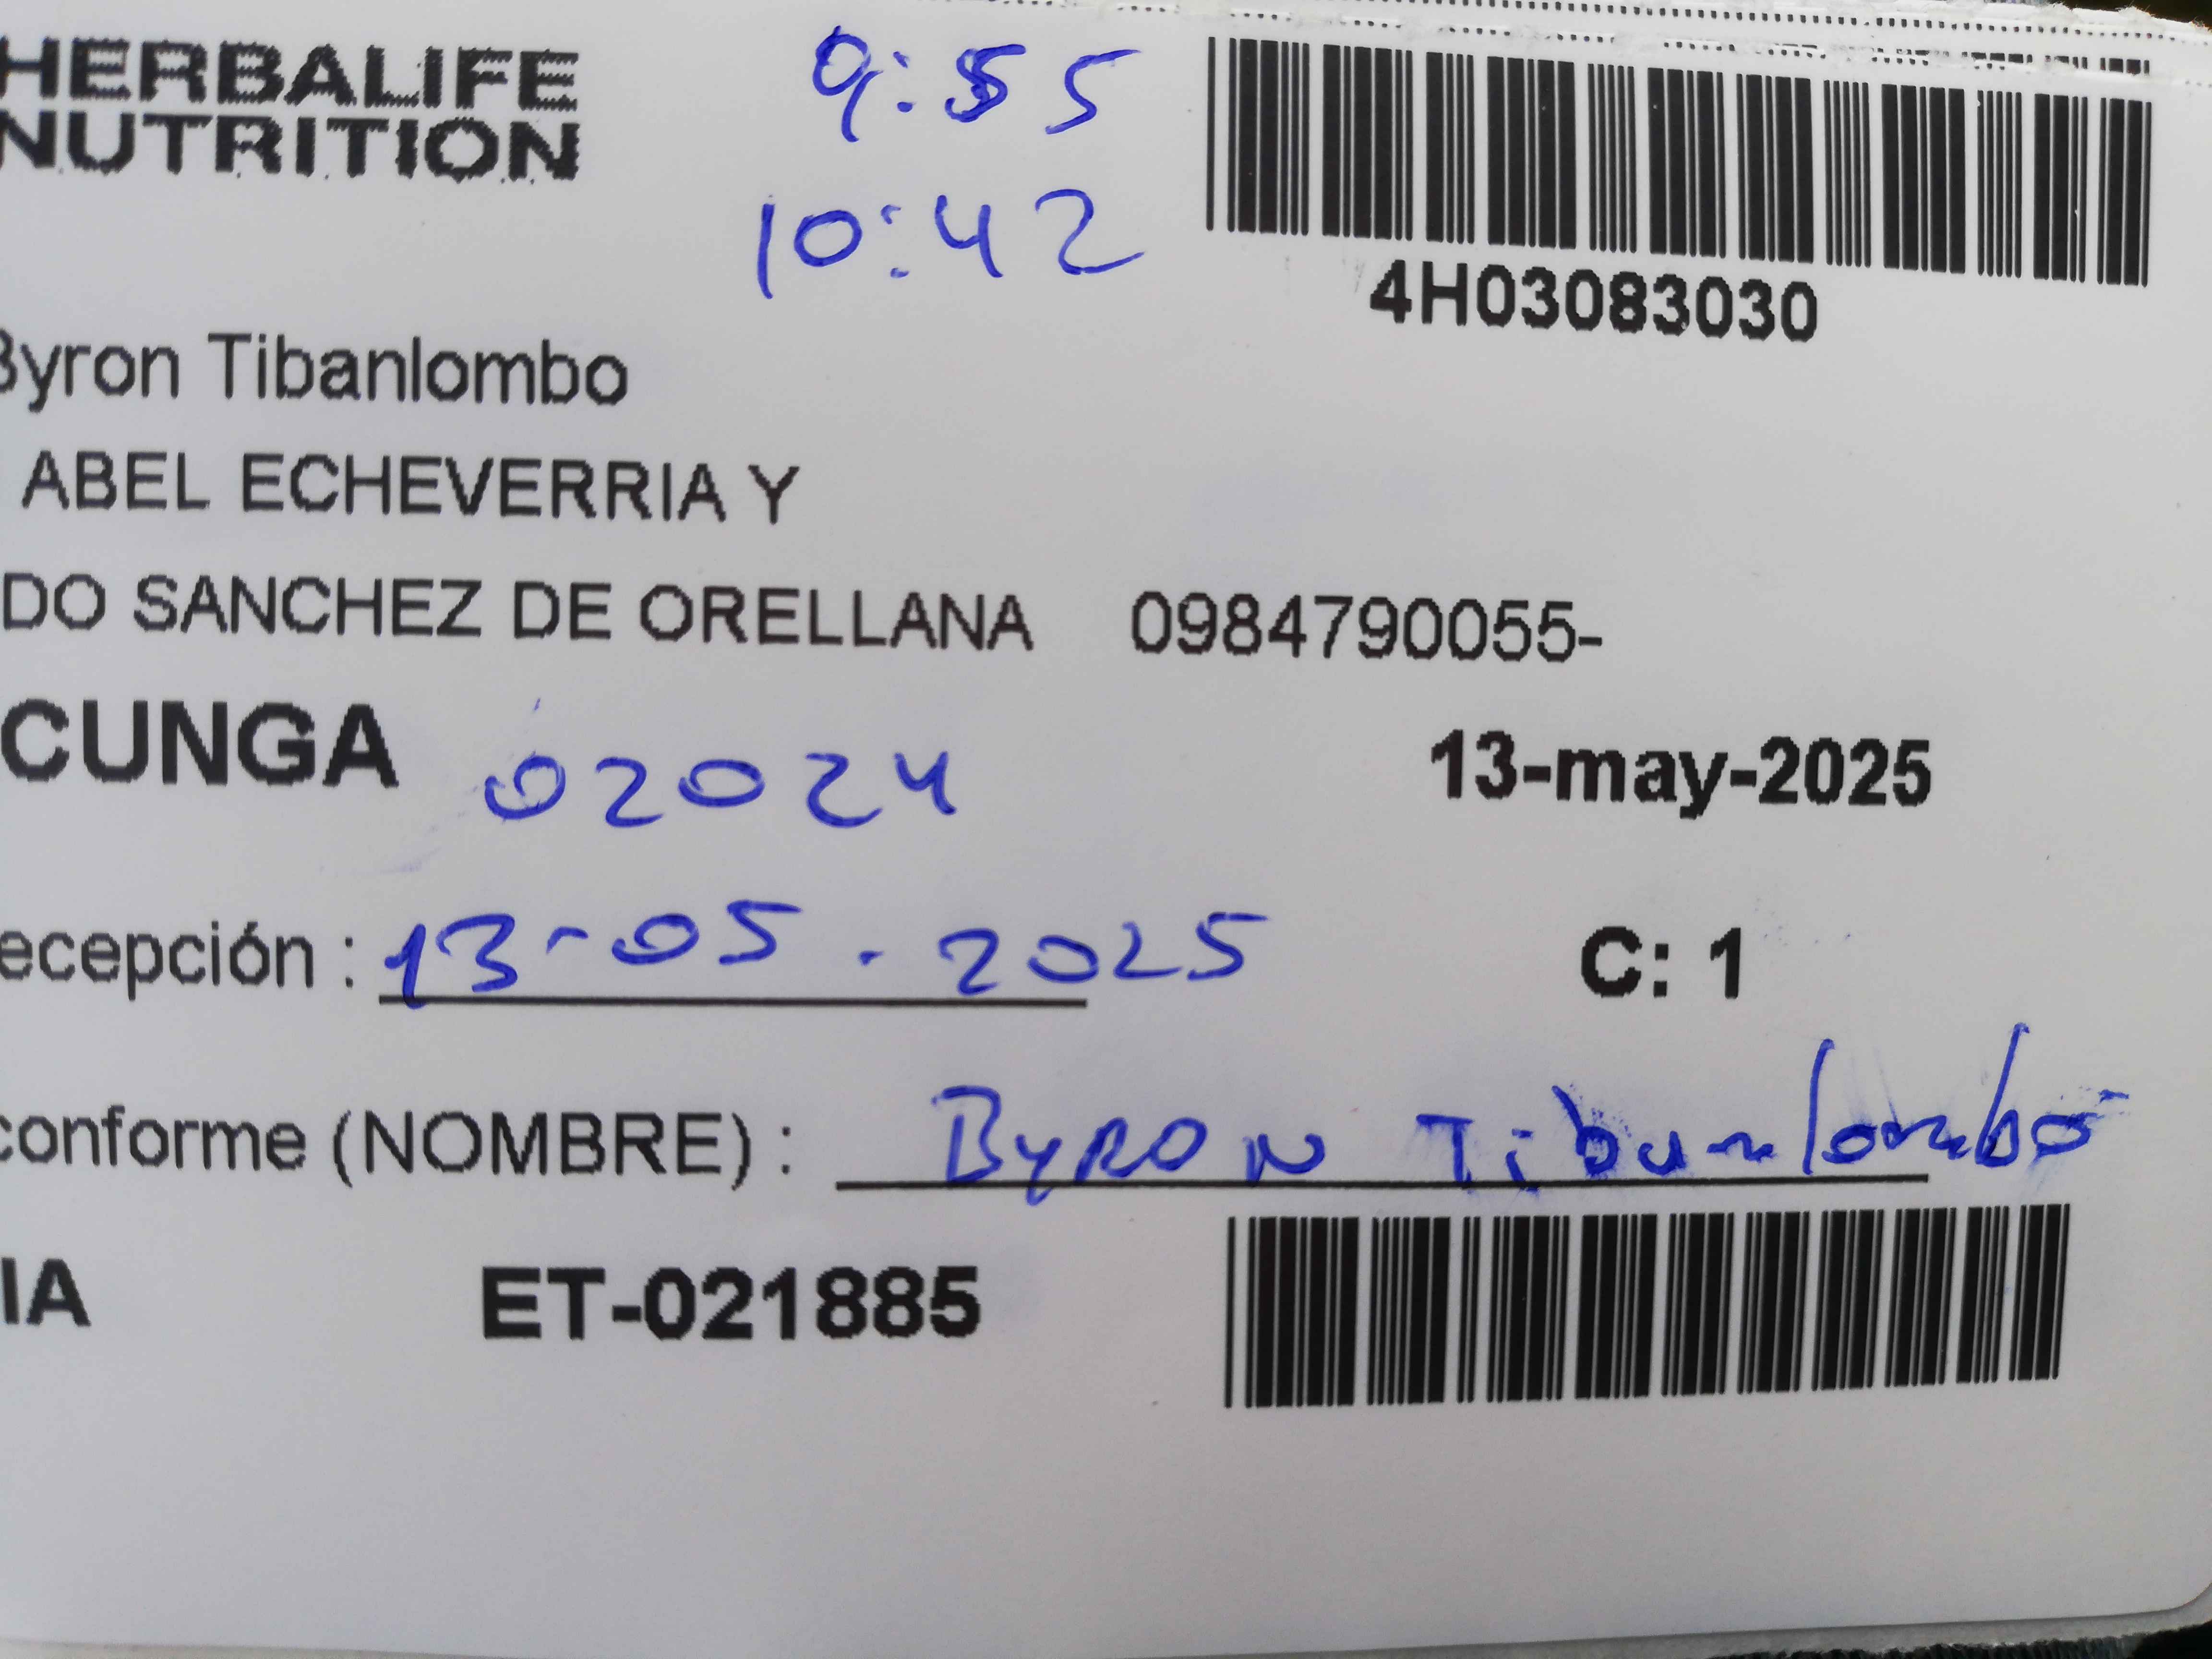 HERBALIFE
NUTRITION
9:55
10:42
4H03083030
Byron Tibanlombo
ABEL ECHEVERRIA Y
DO SANCHEZ DE ORELLANA 0984790055-
CUNGA 02024 13-may-2025
ecepción : 13-05-2025 C: 1
conforme (NOMBRE) : BYRON Tibanlombo
IA ET-021885